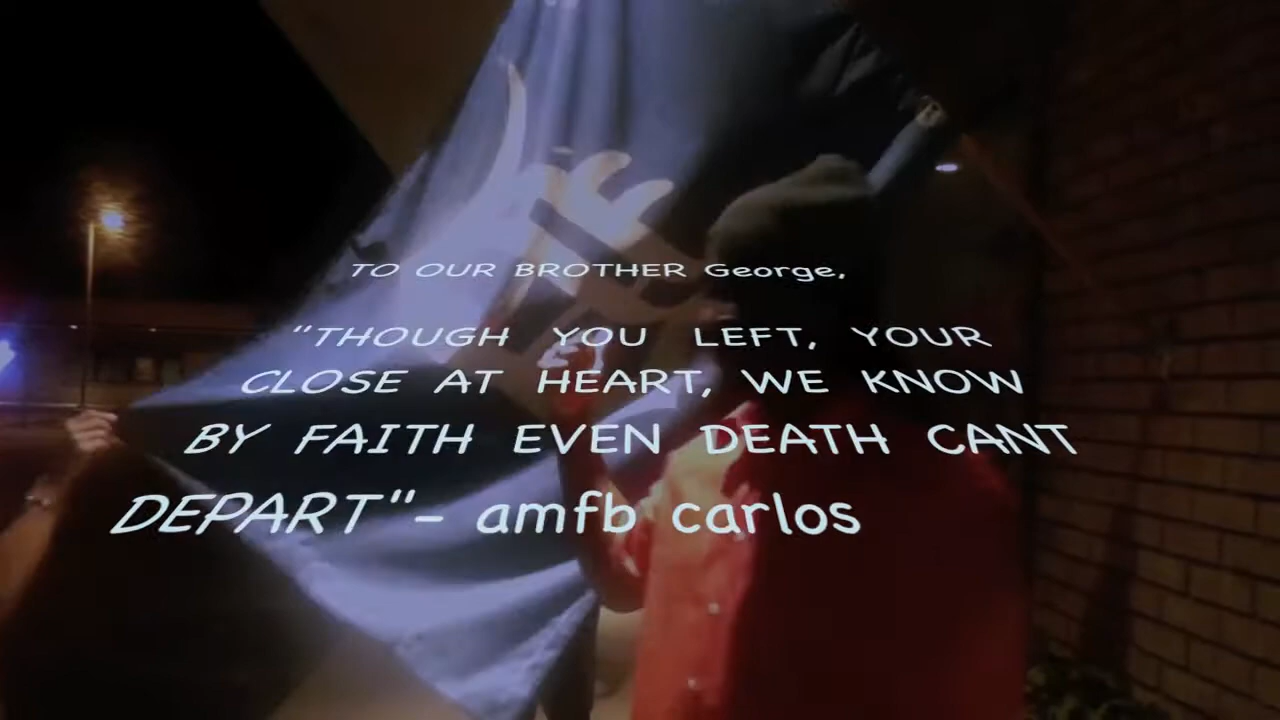 TO OUR BROTHER George,
"THOUGH YOU LEFT, YOUR
CLOSE AT HEART, WE KNOW
BY FAITH EVEN DEATH CANT
DEPART"- amfb carlos